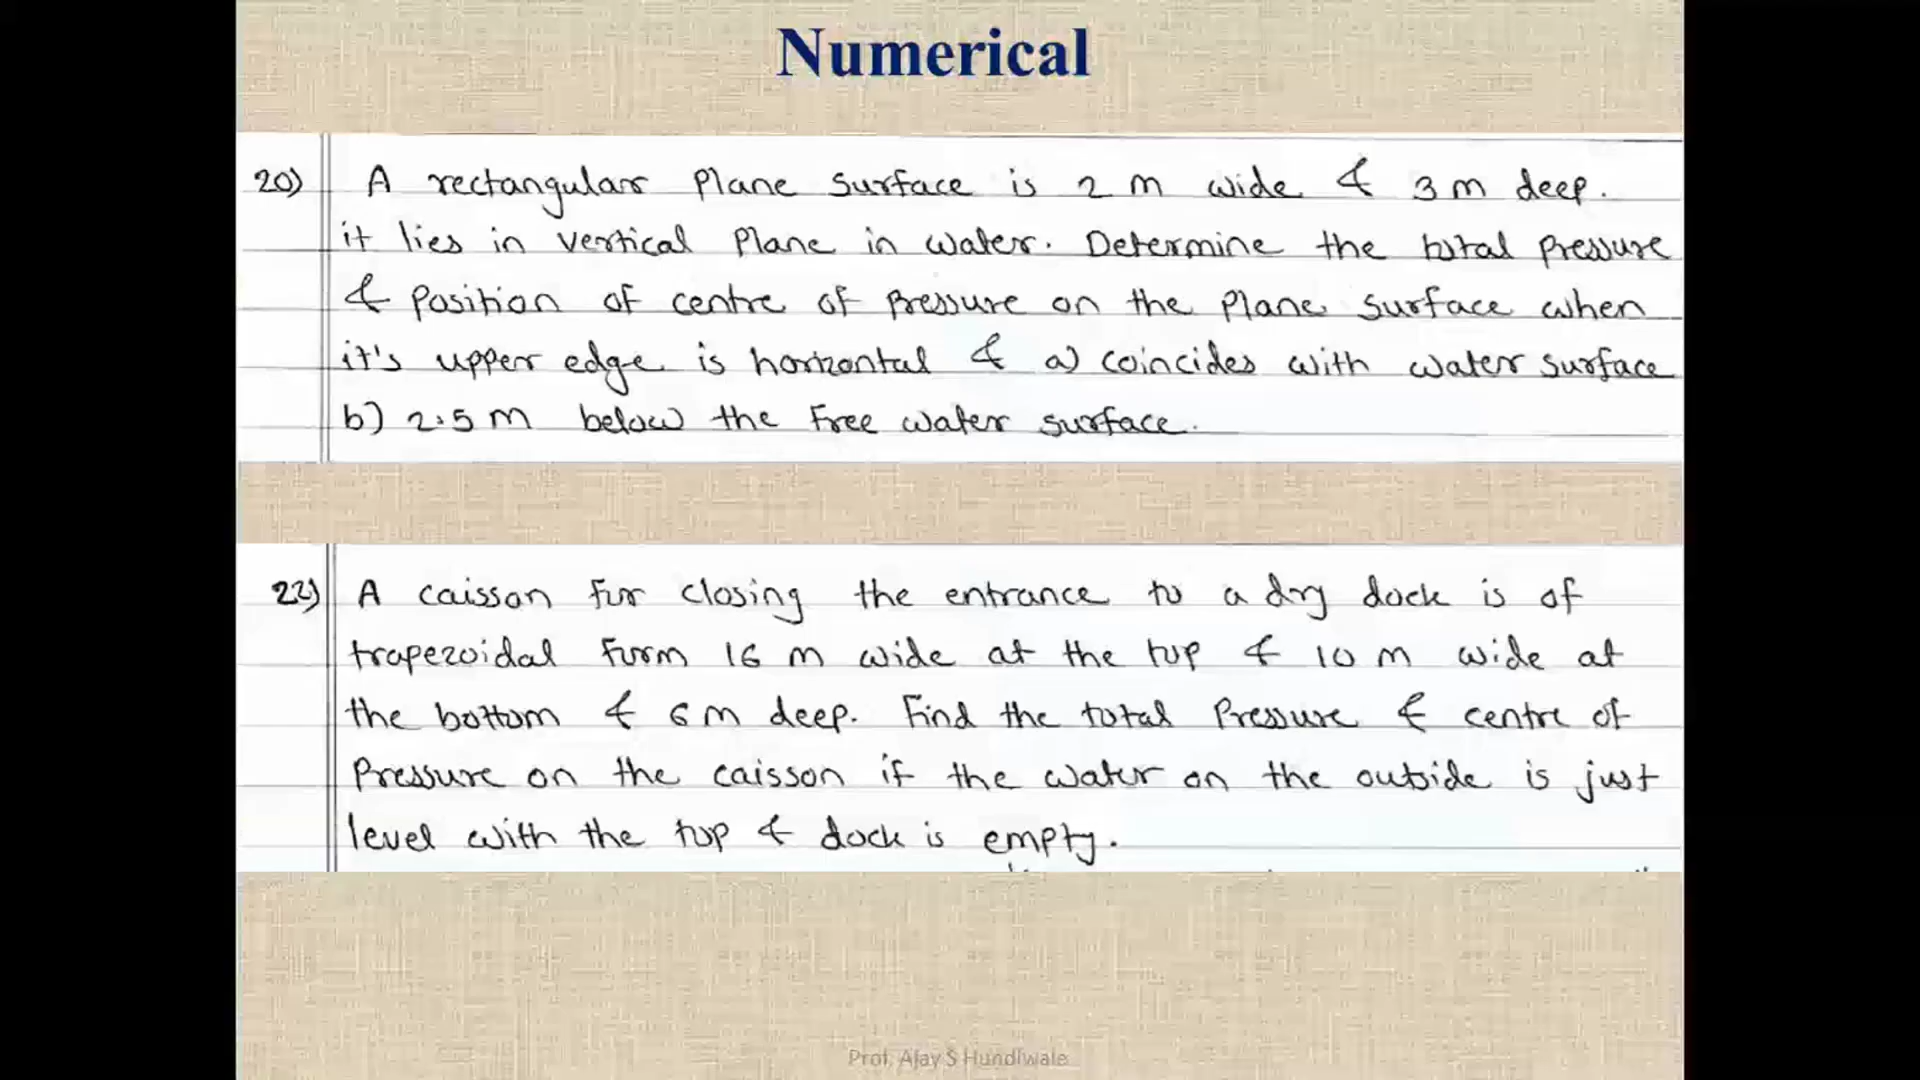 Numerical
20) A rectangular plane surface is 2 m wide & 3 m deep.
it lies in vertical plane in water. Determine the total pressure
& position of centre of pressure on the plane surface when
it's upper edge is horizontal & a) coincides with water surface
b) 2.5 m below the free water surface.
22) A caisson for closing the entrance to a dry dock is of
trapezoidal form 16 m wide at the top & 10 m wide at
the bottom & 6 m deep. Find the total pressure & centre of
pressure on the caisson if the water on the outside is just
level with the top & dock is empty.
Prof. Ajay S Hundiwale